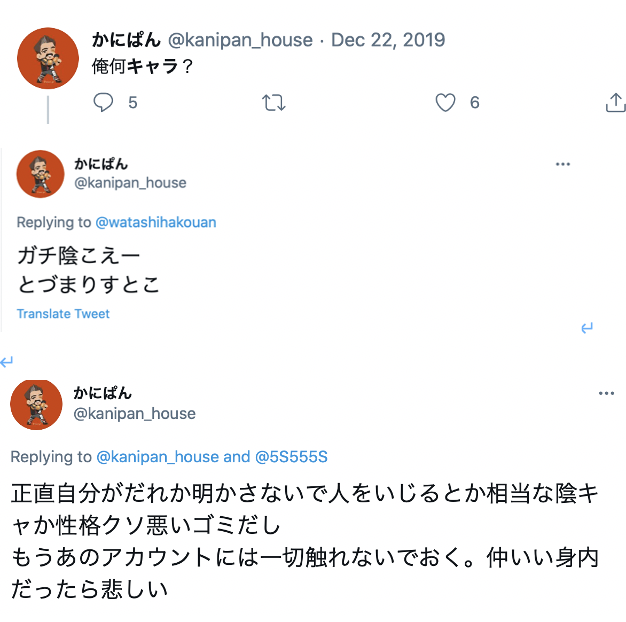 かにぱん @kanipan_house · Dec 22, 2019
俺何キャラ？
5 6
かにぱん
@kanipan_house
Replying to @watashihakouan
ガチ陰こえー
とづまりすとこ
Translate Tweet
かにぱん
@kanipan_house
Replying to @kanipan_house and @5S555S
正直自分がだれか明かさないで人をいじるとか相当な陰キ
ャか性格クソ悪いゴミだし
もうあのアカウントには一切触れないでおく。仲いい身内
だったら悲しい